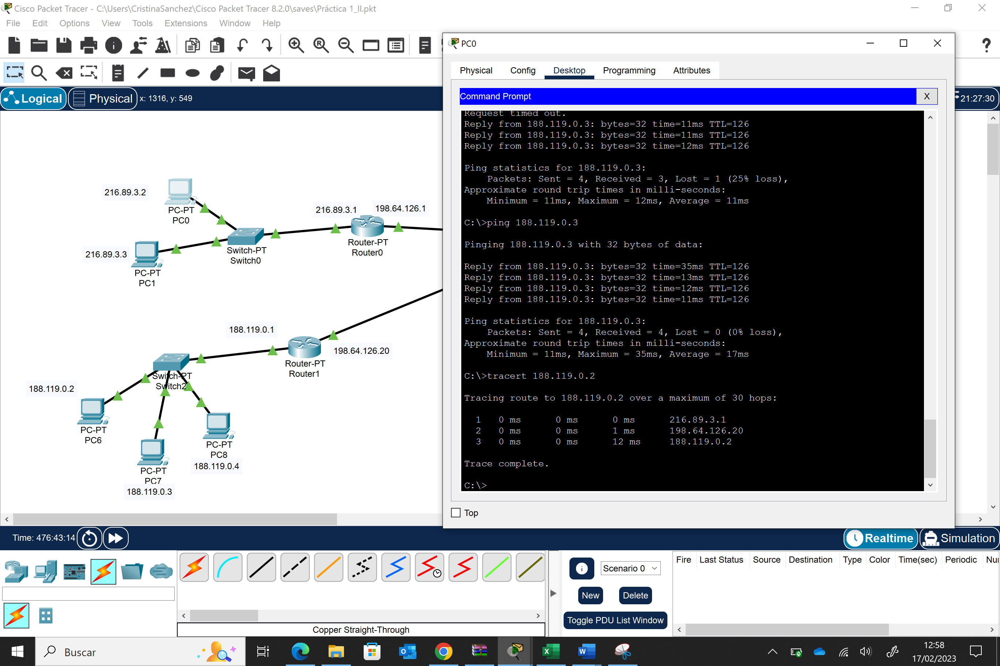 Cisco Packet Tracer - C:\Users\CristinaSanchez\Cisco Packet Tracer 8.2.0\saves\Práctica 1_II.pkt
File Edit Options View Tools Extensions Window Help
Logical Physical x: 1316, y: 549
21:27:30
216.89.3.2
PC-PT
PC0
216.89.3.3
PC-PT
PC1
Switch-PT
Switch0
216.89.3.1
198.64.126.1
Router-PT
Router0
188.119.0.1
198.64.126.20
Router-PT
Router1
Switch-PT
Switch2
188.119.0.2
PC-PT
PC6
PC-PT
PC7
188.119.0.3
PC-PT
PC8
188.119.0.4
PC0
Physical Config Desktop Programming Attributes
Command Prompt X
Request timed out.
Reply from 188.119.0.3: bytes=32 time=11ms TTL=126
Reply from 188.119.0.3: bytes=32 time=11ms TTL=126
Reply from 188.119.0.3: bytes=32 time=12ms TTL=126
Ping statistics for 188.119.0.3:
Packets: Sent = 4, Received = 3, Lost = 1 (25% loss),
Approximate round trip times in milli-seconds:
Minimum = 11ms, Maximum = 12ms, Average = 11ms
C:\>ping 188.119.0.3
Pinging 188.119.0.3 with 32 bytes of data:
Reply from 188.119.0.3: bytes=32 time=35ms TTL=126
Reply from 188.119.0.3: bytes=32 time=13ms TTL=126
Reply from 188.119.0.3: bytes=32 time=12ms TTL=126
Reply from 188.119.0.3: bytes=32 time=11ms TTL=126
Ping statistics for 188.119.0.3:
Packets: Sent = 4, Received = 4, Lost = 0 (0% loss),
Approximate round trip times in milli-seconds:
Minimum = 11ms, Maximum = 35ms, Average = 17ms
C:\>tracert 188.119.0.2
Tracing route to 188.119.0.2 over a maximum of 30 hops:
1 0 ms 0 ms 0 ms 216.89.3.1
2 0 ms 0 ms 1 ms 198.64.126.20
3 0 ms 0 ms 12 ms 188.119.0.2
Trace complete.
C:\>
Top
Time: 476:43:14
Realtime Simulation
Copper Straight-Through
Scenario 0
New Delete
Toggle PDU List Window
Fire Last Status Source Destination Type Color Time(sec) Periodic Nu
Buscar
12:58
17/02/2023